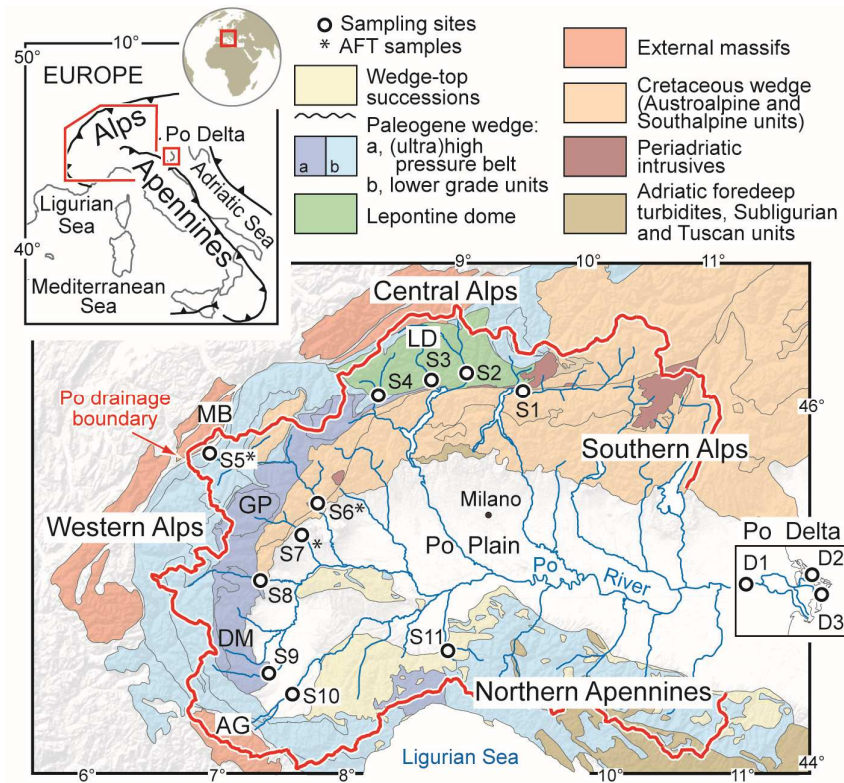 10°
50°
EUROPE
Alps
Po Delta
Apennines
Adriatic Sea
Ligurian
Sea
40°
Mediterranean
Sea
Sampling sites
* AFT samples
Wedge-top
successions
Paleogene wedge:
a, (ultra)high
pressure belt
b, lower grade units
a
b
Lepontine dome
External massifs
Cretaceous wedge
(Austroalpine and
Southalpine units)
Periadriatic
intrusives
Adriatic foredeep
turbidites, Subligurian
and Tuscan units
9°
10°
11°
Central Alps
LD
S3
S2
S4
S1
46°
Po drainage
boundary
MB
S5*
Southern Alps
GP
S6*
Milano
Western Alps
S7
*
Po Plain
Po
River
Po Delta
D1
D2
D3
S8
DM
S11
S9
S10
Northern Apennines
AG
Ligurian Sea
6°
7°
8°
10°
11°
44°